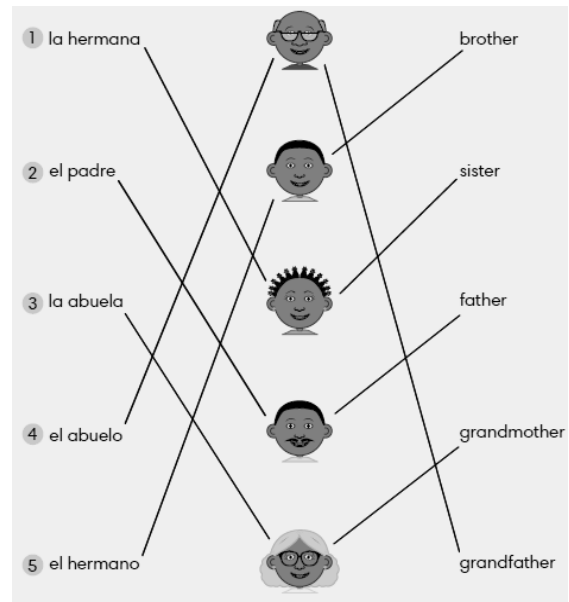 1 la hermana
brother
2 el padre
sister
3 la abuela
father
4 el abuelo
grandmother
5 el hermano
grandfather